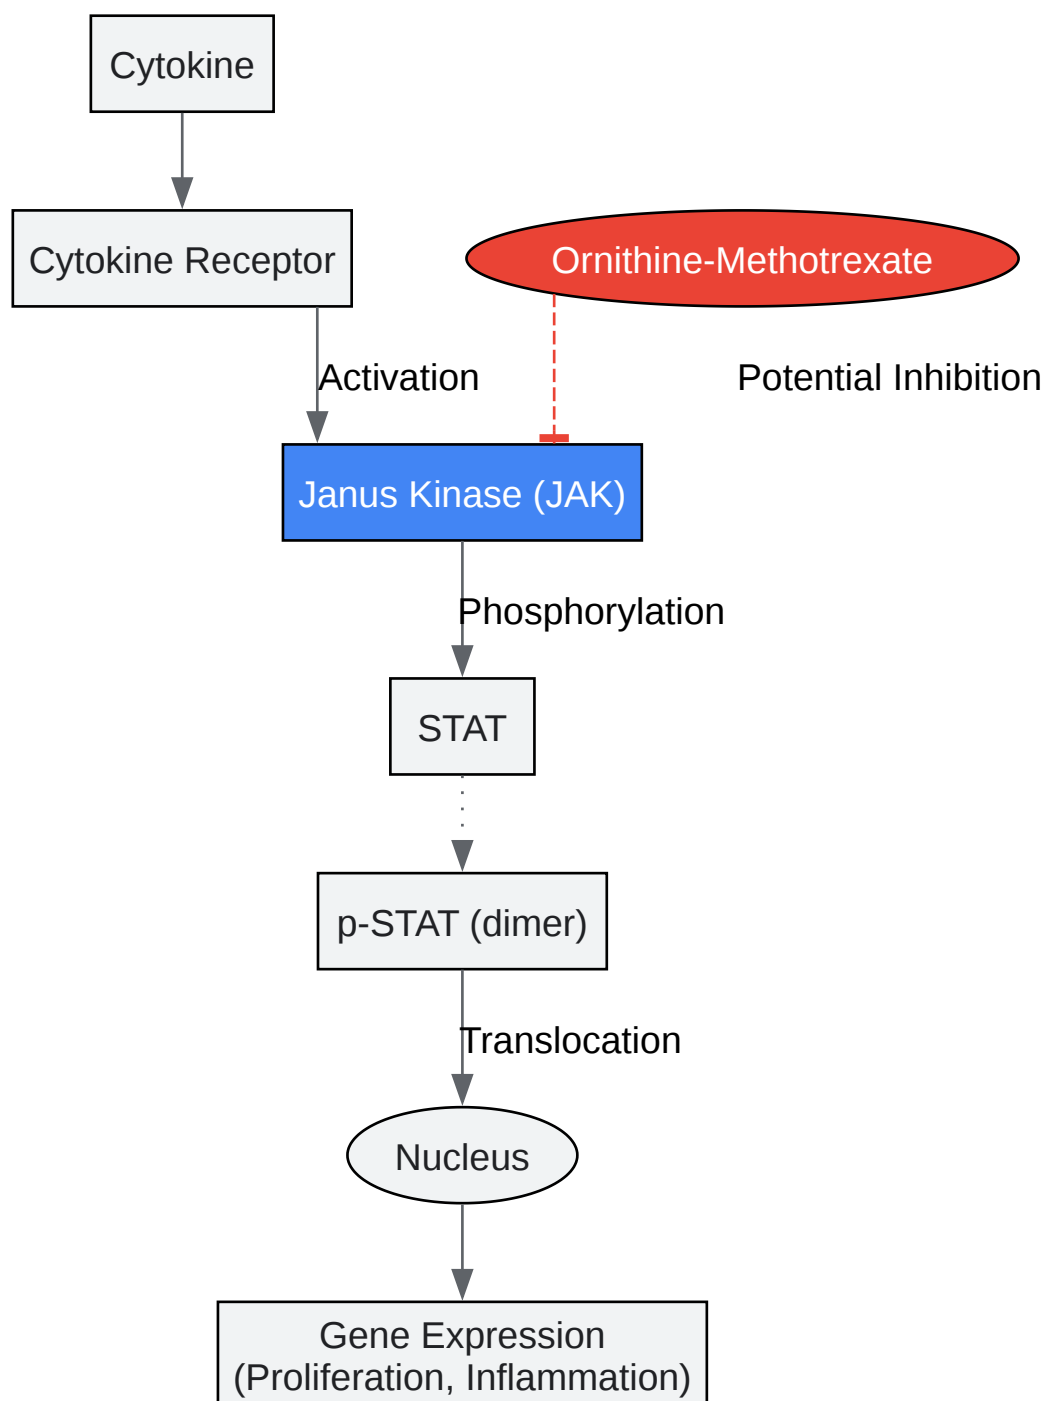 Cytokine
Cytokine Receptor
Ornithine-Methotrexate
Activation
Potential Inhibition
Janus Kinase (JAK)
Phosphorylation
STAT
p-STAT (dimer)
Translocation
Nucleus
Gene Expression
(Proliferation, Inflammation)